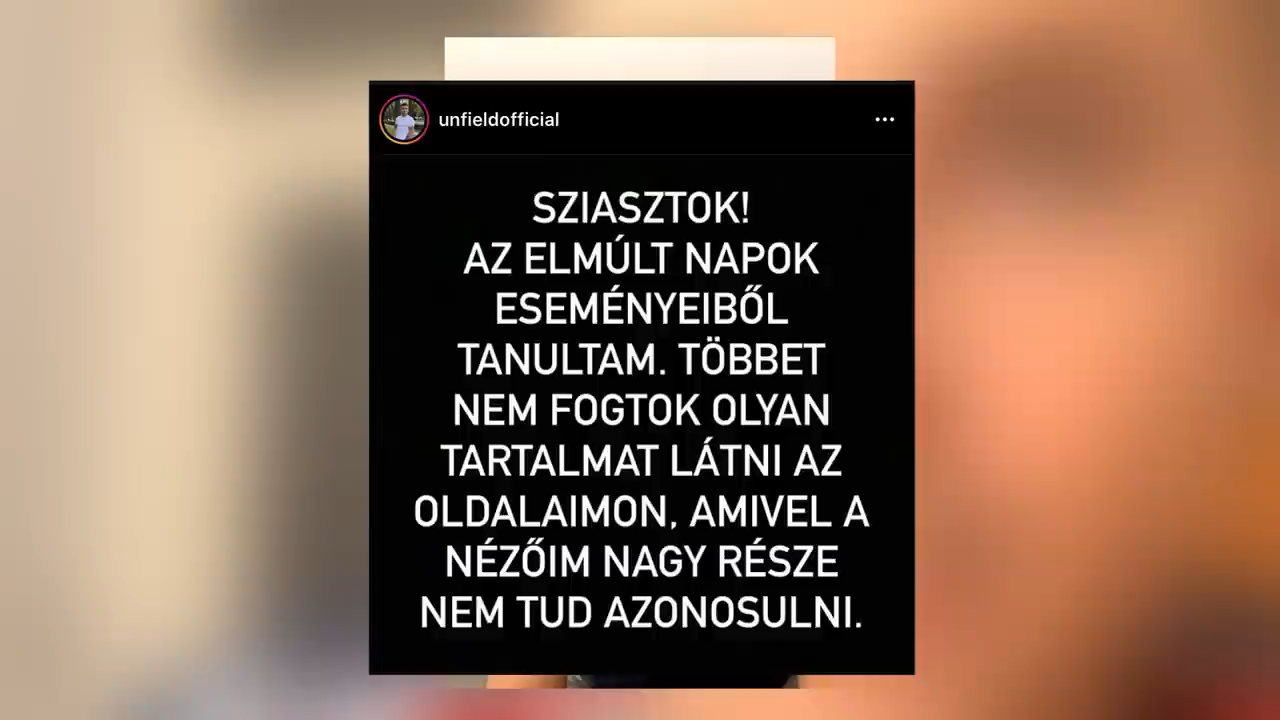 unfieldofficial
SZIASZTOK!
AZ ELMÚLT NAPOK
ESEMÉNYEIBŐL
TANULTAM. TÖBBET
NEM FOGTOK OLYAN
TARTALMAT LÁTNI AZ
OLDALAIMON, AMIVEL A
NÉZŐIM NAGY RÉSZE
NEM TUD AZONOSULNI.